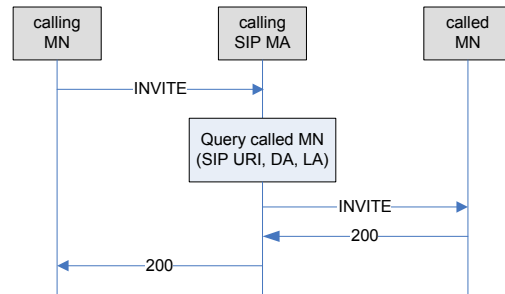 calling
MN
calling
SIP MA
called
MN
INVITE
Query called MN
(SIP URI, DA, LA)
INVITE
200
200